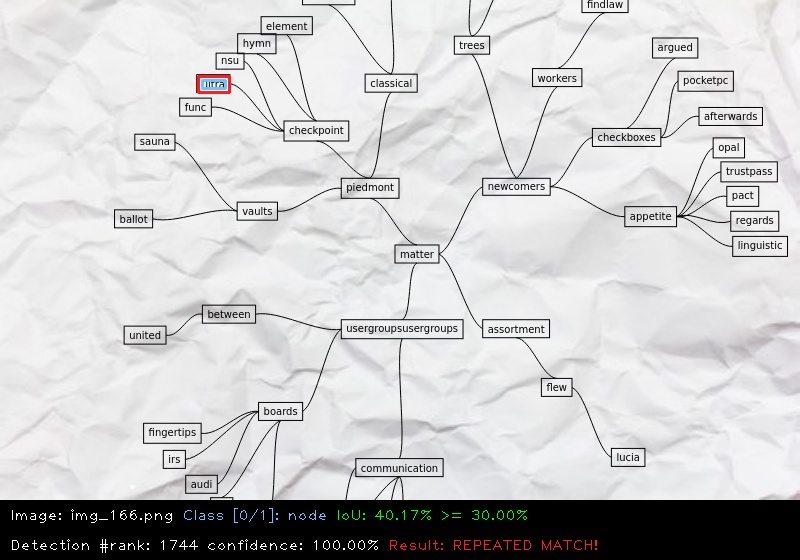 findlaw
element
trees
argued
hymn
nsu
workers
pocketpc
classical
func
afterwards
checkpoint
checkboxes
sauna
opal
trustpass
piedmont
newcomers
pact
vaults
appetite
ballot
regards
linguistic
matter
between
united
usergroupsusergroups
assortment
flew
boards
fingertips
irs
lucia
communication
audi
Image: img_166.png Class [0/1]: node IoU: 40.17% >= 30.00%
Detection #rank: 1744 confidence: 100.00% Result: REPEATED MATCH!